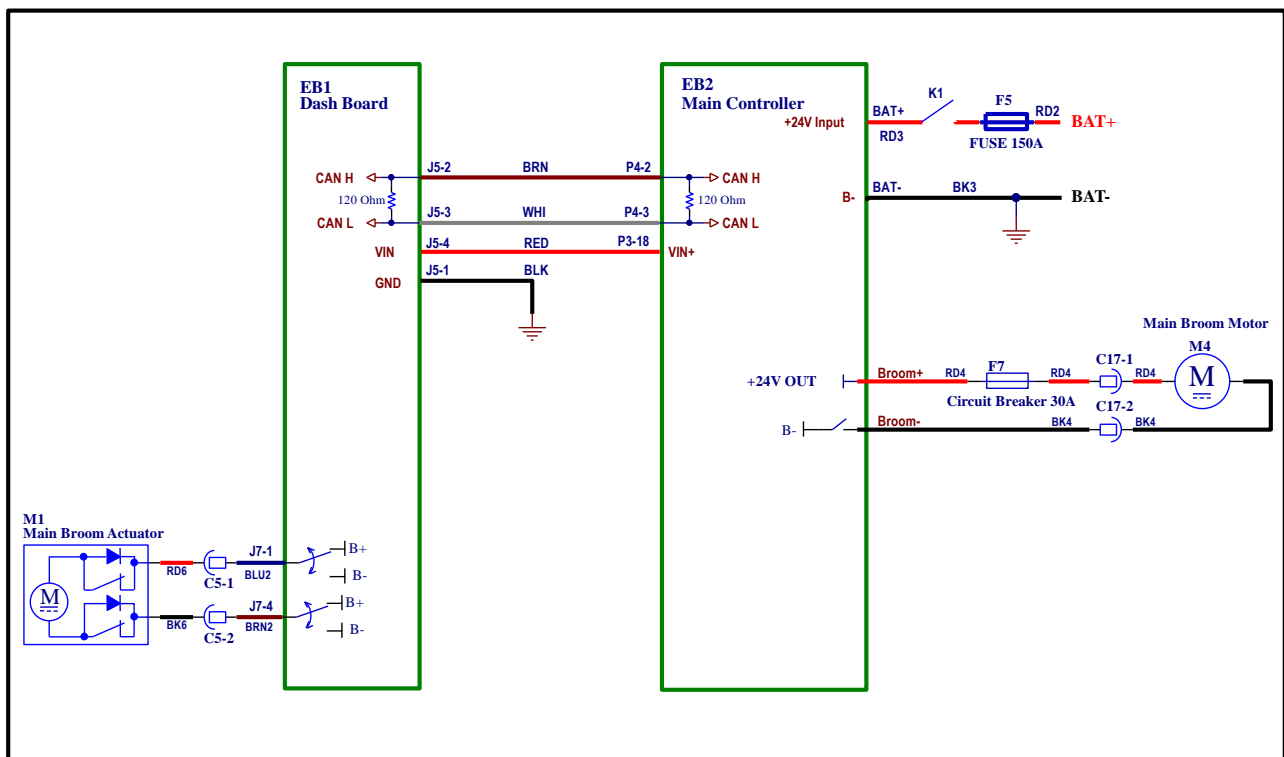 EB1
Dash Board
EB2
Main Controller
+24V Input
BAT+
RD3
K1
F5
FUSE 150A
RD2
BAT+
B-
BAT-
BK3
BAT-
CAN H
J5-2
BRN
P4-2
CAN H
120 Ohm
120 Ohm
CAN L
J5-3
WHI
P4-3
CAN L
VIN
J5-4
RED
P3-18
VIN+
GND
J5-1
BLK
Main Broom Motor
M4
M
+24V OUT
Broom+
RD4
F7
Circuit Breaker 30A
RD4
C17-1
RD4
B-
Broom-
BK4
C17-2
BK4
M1
Main Broom Actuator
M
RD6
C5-1
J7-1
BLU2
B+
B-
BK6
C5-2
J7-4
BRN2
B+
B-